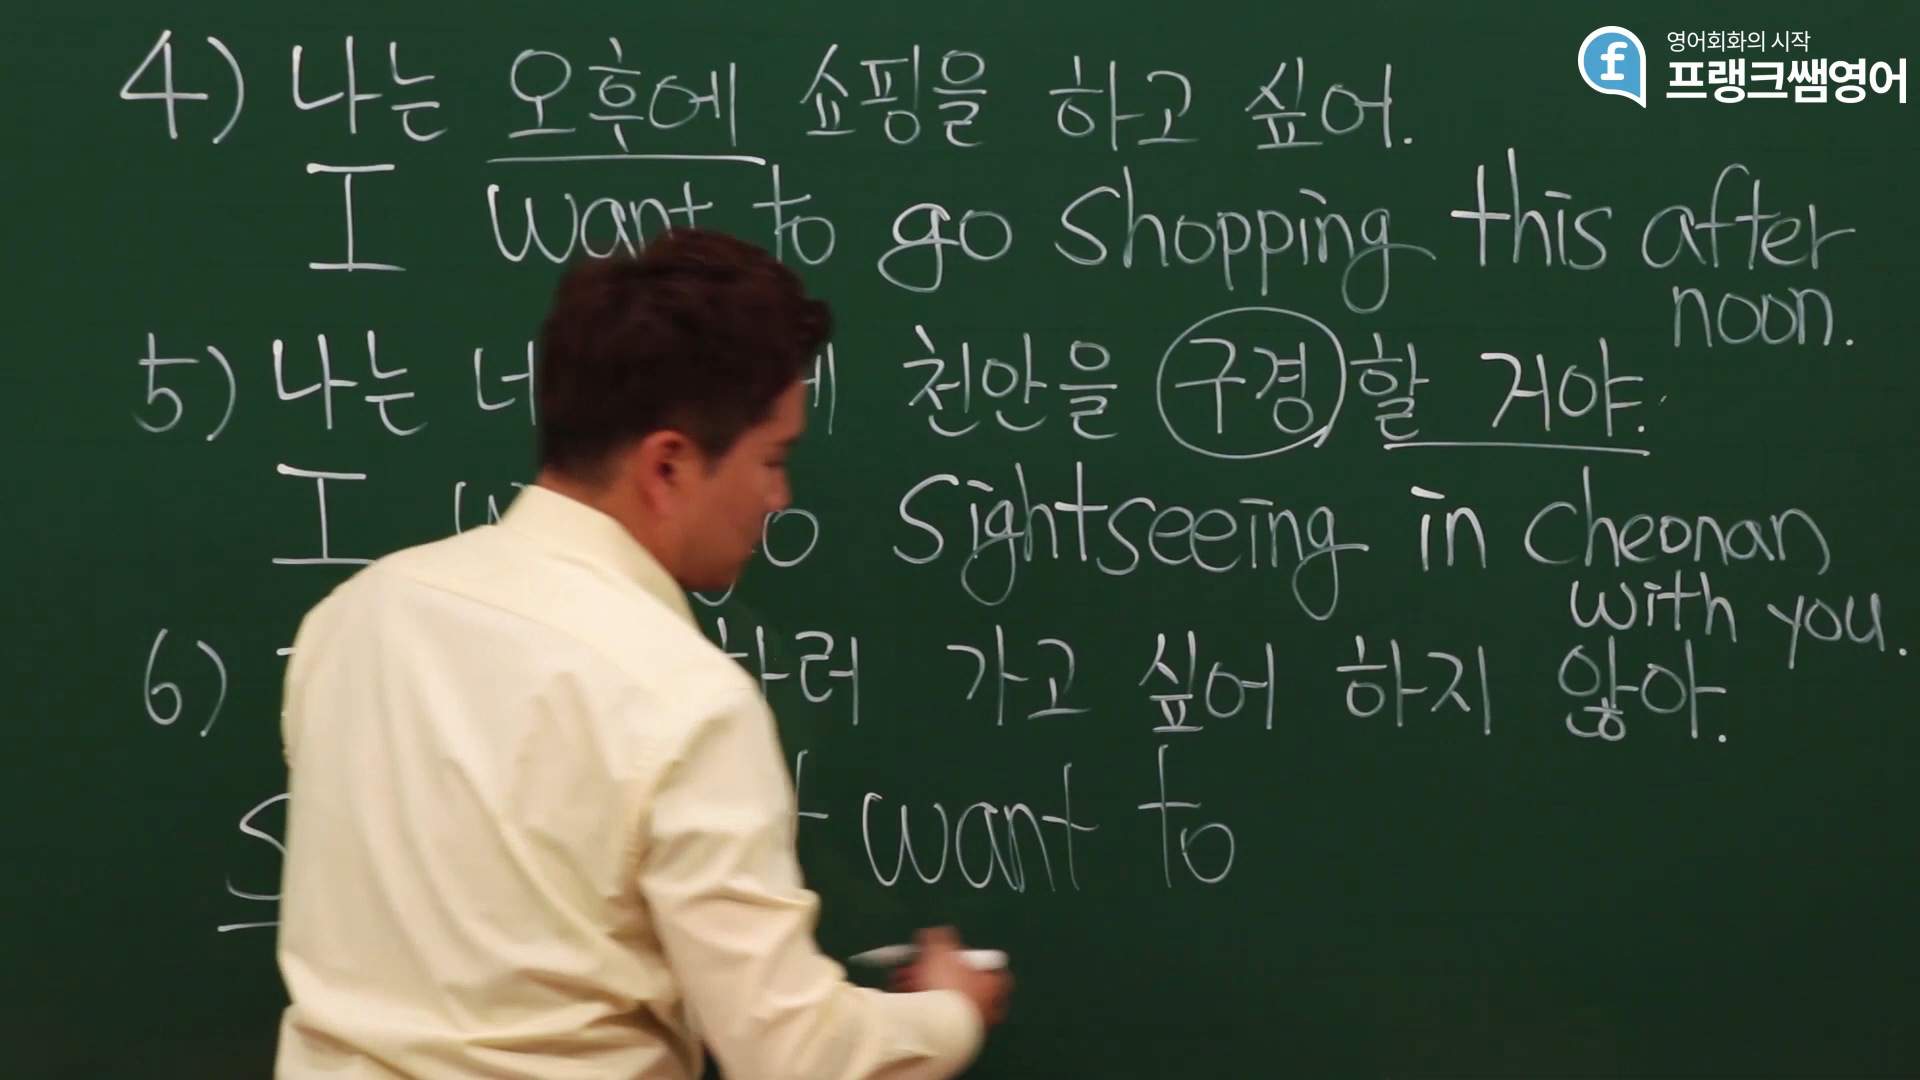 영어회화의 시작
프랭크쌤영어
4) 나는 오후에 쇼핑을 하고 싶어.
I want to go shopping this after
noon.
5) 나는 천안을 구경할 거야.
I go sightseeing in cheonan
with you.
6) 가고 싶어 하지 않아.
want to